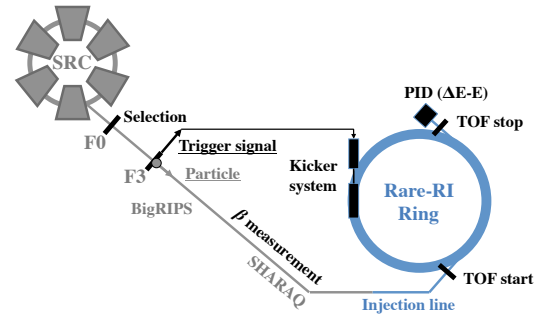 SRC
PID (ΔE-E)
Selection
TOF stop
F0
Trigger signal
Kicker
system
F3
Particle
Rare-RI
Ring
BigRIPS
β measurement
SHARAQ
TOF start
Injection line